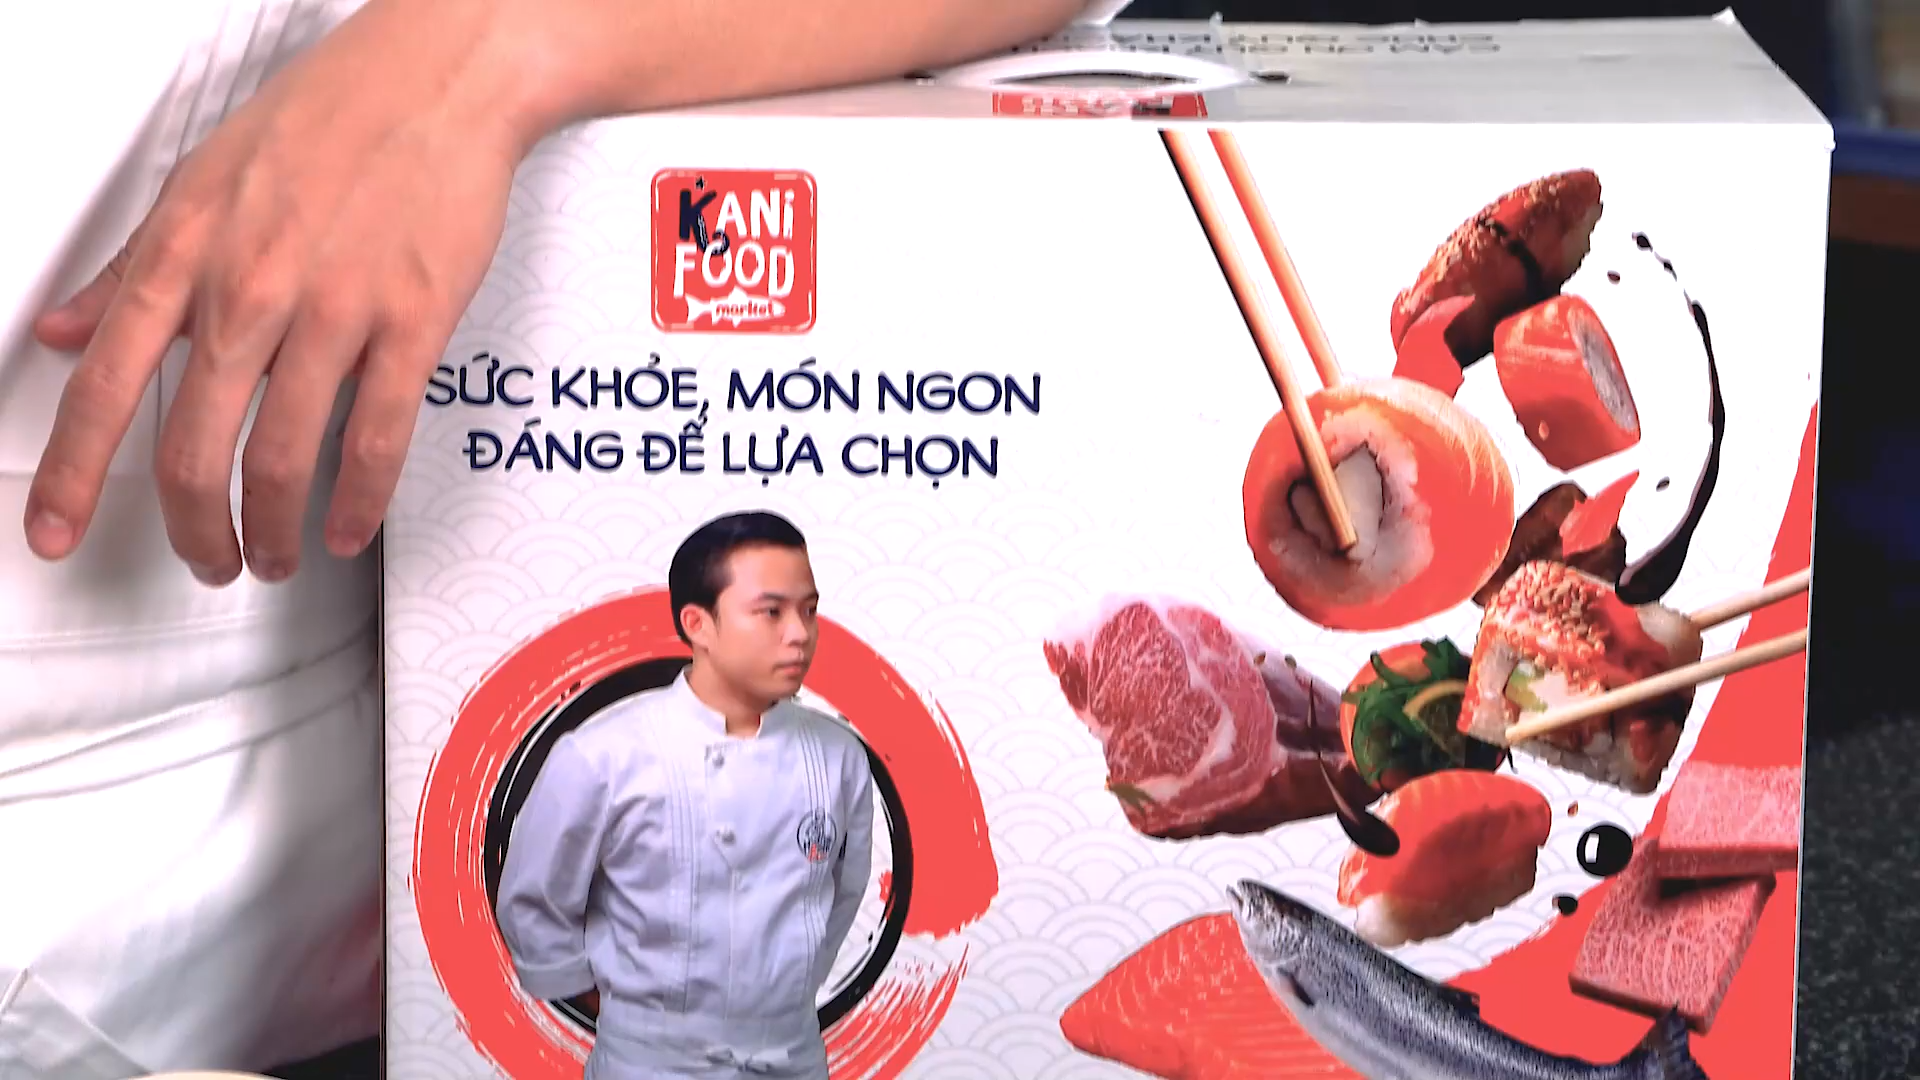 KANi
FOOD
market
SỨC KHỎE, MÓN NGON
ĐÁNG ĐỂ LỰA CHỌN